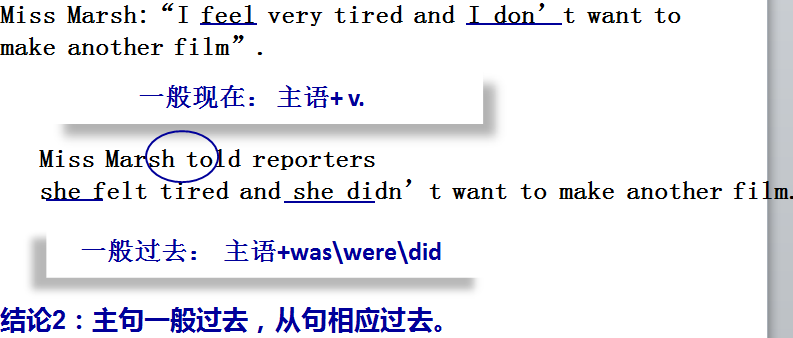 Miss Marsh:“I feel very tired and I don’t want to
make another film”.
一般现在： 主语+ v.
Miss Marsh told reporters
she felt tired and she didn’t want to make another film.
一般过去： 主语+was\were\did
结论2：主句一般过去，从句相应过去。